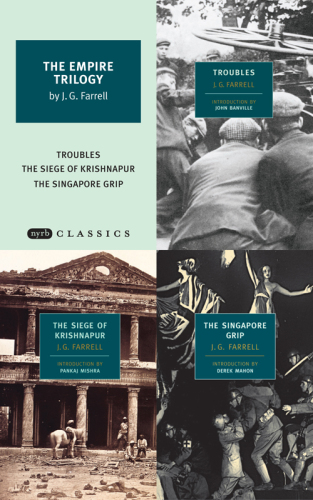 THE EMPIRE
TRILOGY
by J. G. Farrell
TROUBLES
THE SIEGE OF KRISHNAPUR
THE SINGAPORE GRIP
nyrb CLASSICS
TROUBLES
J. G. FARRELL
INTRODUCTION BY
JOHN BANVILLE
THE SIEGE OF
KRISHNAPUR
J. G. FARRELL
INTRODUCTION BY
PANKAJ MISHRA
THE SINGAPORE
GRIP
J. G. FARRELL
INTRODUCTION BY
DEREK MAHON